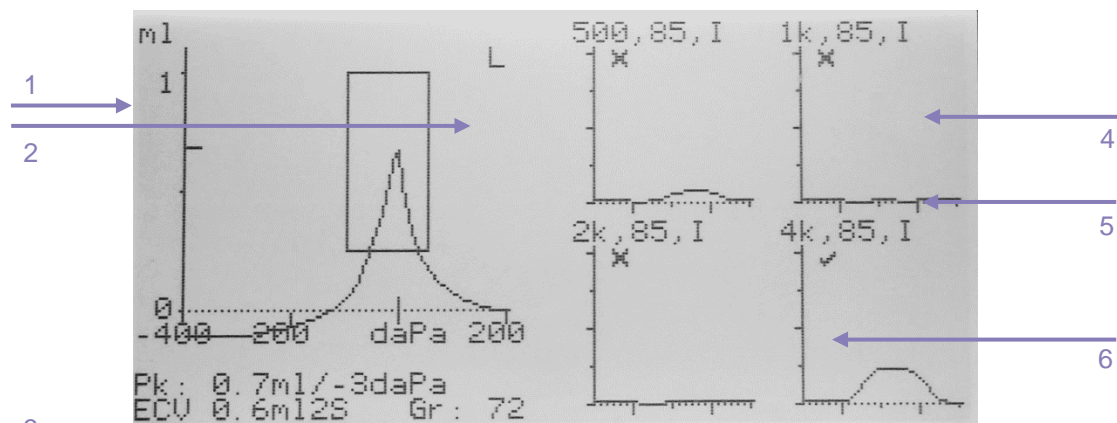 ml
L
1
0
-400 -200 daPa 200
Pk: 0.7ml/-3daPa
ECV 0.6ml2S Gr: 72
500,85,I
1k,85,I
2k,85,I
4k,85,I
1
2
4
5
6